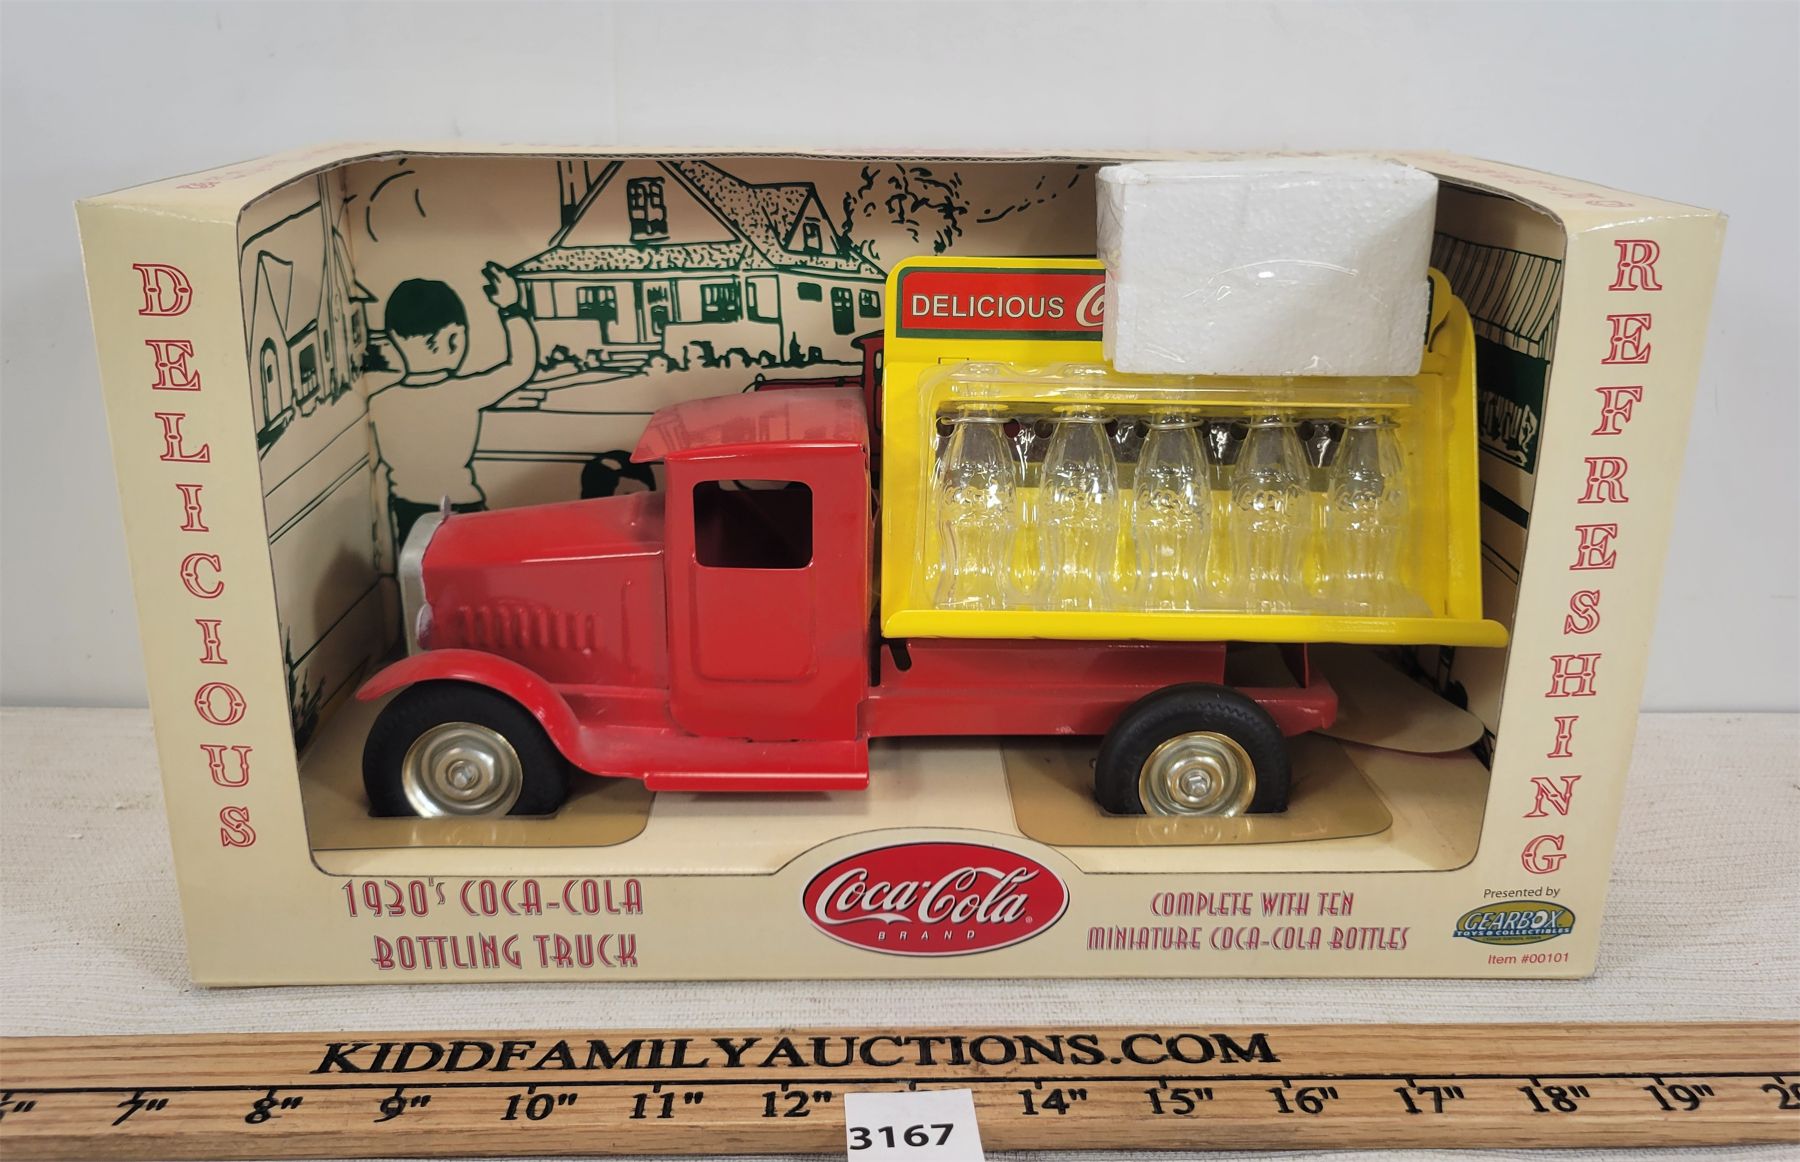 DELICIOUS
REFRESHING
DELICIOUS
1930's COCA-COLA
BOTTLING TRUCK
Coca-Cola
BRAND
COMPLETE WITH TEN
MINIATURE COCA-COLA BOTTLES
Presented by
GEARBOX
TOYS & COLLECTIBLES
Item #00101
KIDDFAMILYAUCTIONS.COM
7" 8" 9" 10" 11" 12" 14" 15" 16" 17" 18" 19"
3167